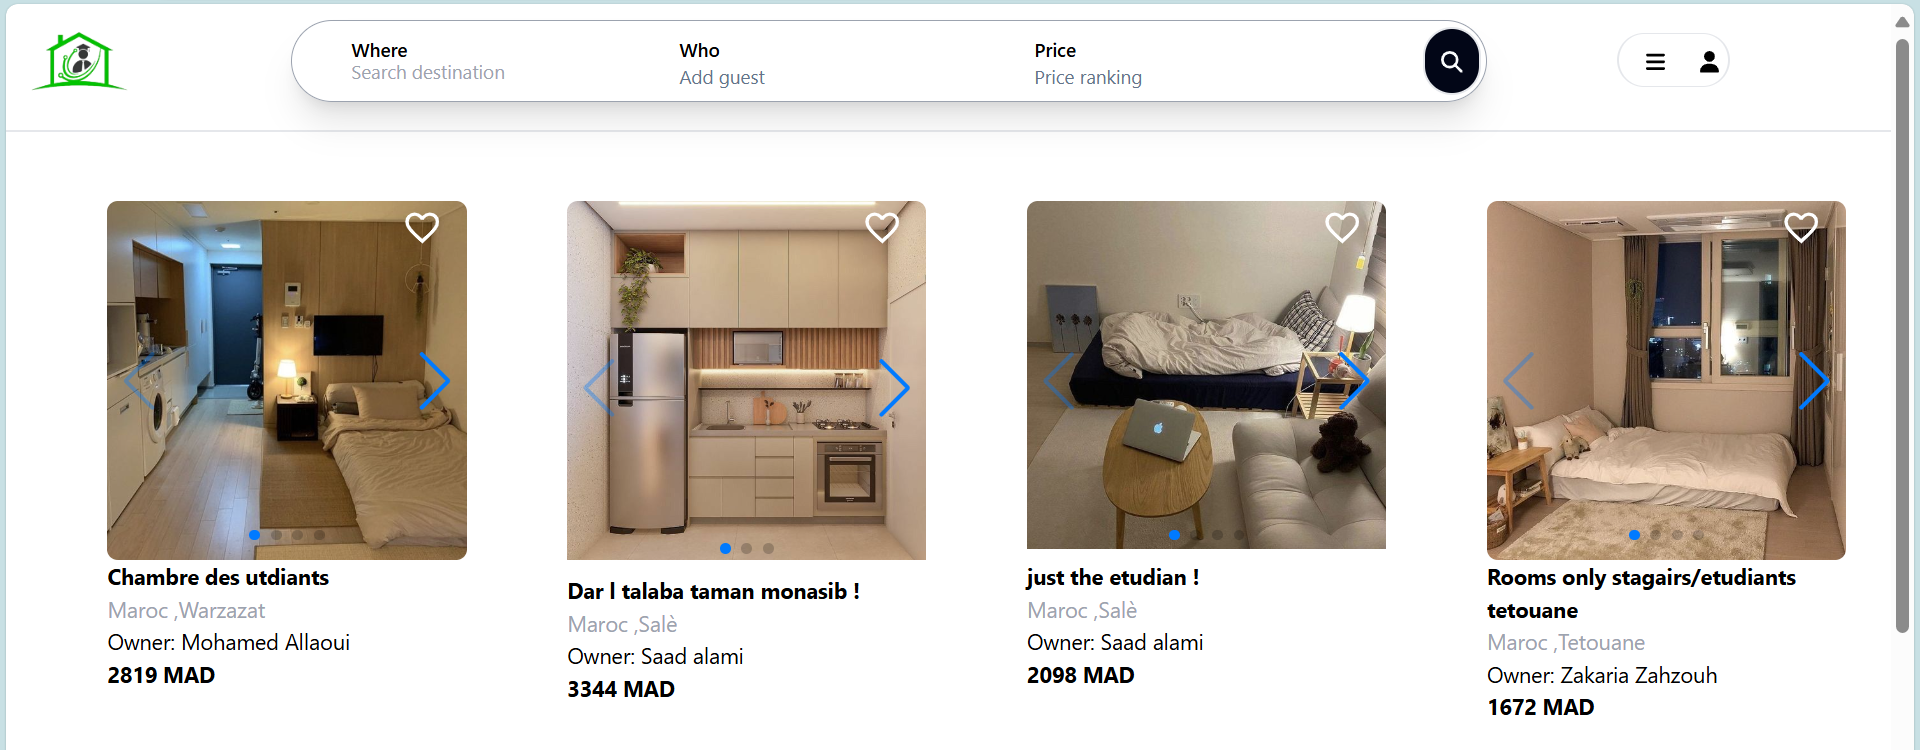 Where
Search destination
Who
Add guest
Price
Price ranking
Chambre des utdiants
Maroc ,Warzazat
Owner: Mohamed Allaoui
2819 MAD
Dar l talaba taman monasib !
Maroc ,Salè
Owner: Saad alami
3344 MAD
just the etudian !
Maroc ,Salè
Owner: Saad alami
2098 MAD
Rooms only stagairs/etudiants
tetouane
Maroc ,Tetouane
Owner: Zakaria Zahzouh
1672 MAD